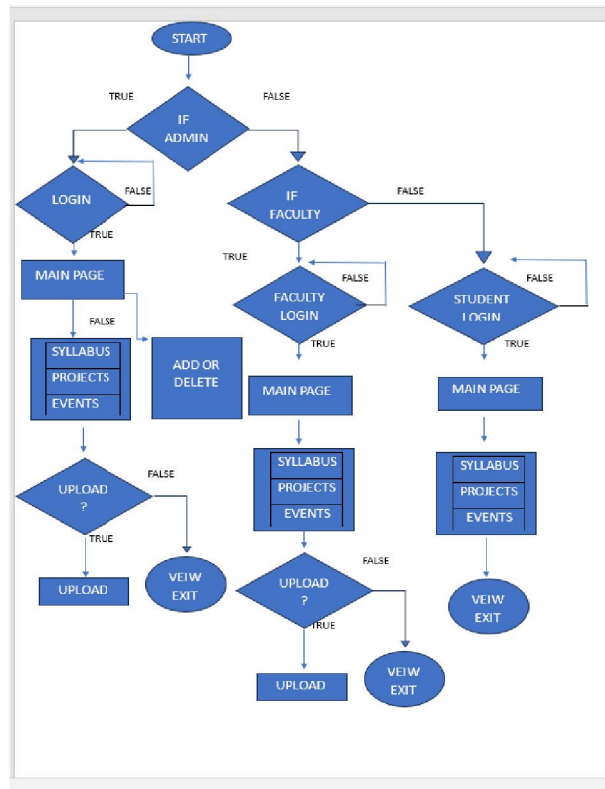 START
TRUE
FALSE
IF
ADMIN
LOGIN
FALSE
TRUE
IF
FACULTY
FALSE
TRUE
MAIN PAGE
FACULTY
LOGIN
FALSE
STUDENT
LOGIN
FALSE
FALSE
TRUE
TRUE
SYLLABUS
PROJECTS
EVENTS
ADD OR
DELETE
MAIN PAGE
MAIN PAGE
SYLLABUS
PROJECTS
EVENTS
SYLLABUS
PROJECTS
EVENTS
UPLOAD
?
FALSE
TRUE
UPLOAD
VEIW
EXIT
UPLOAD
?
FALSE
TRUE
UPLOAD
VEIW
EXIT
VEIW
EXIT